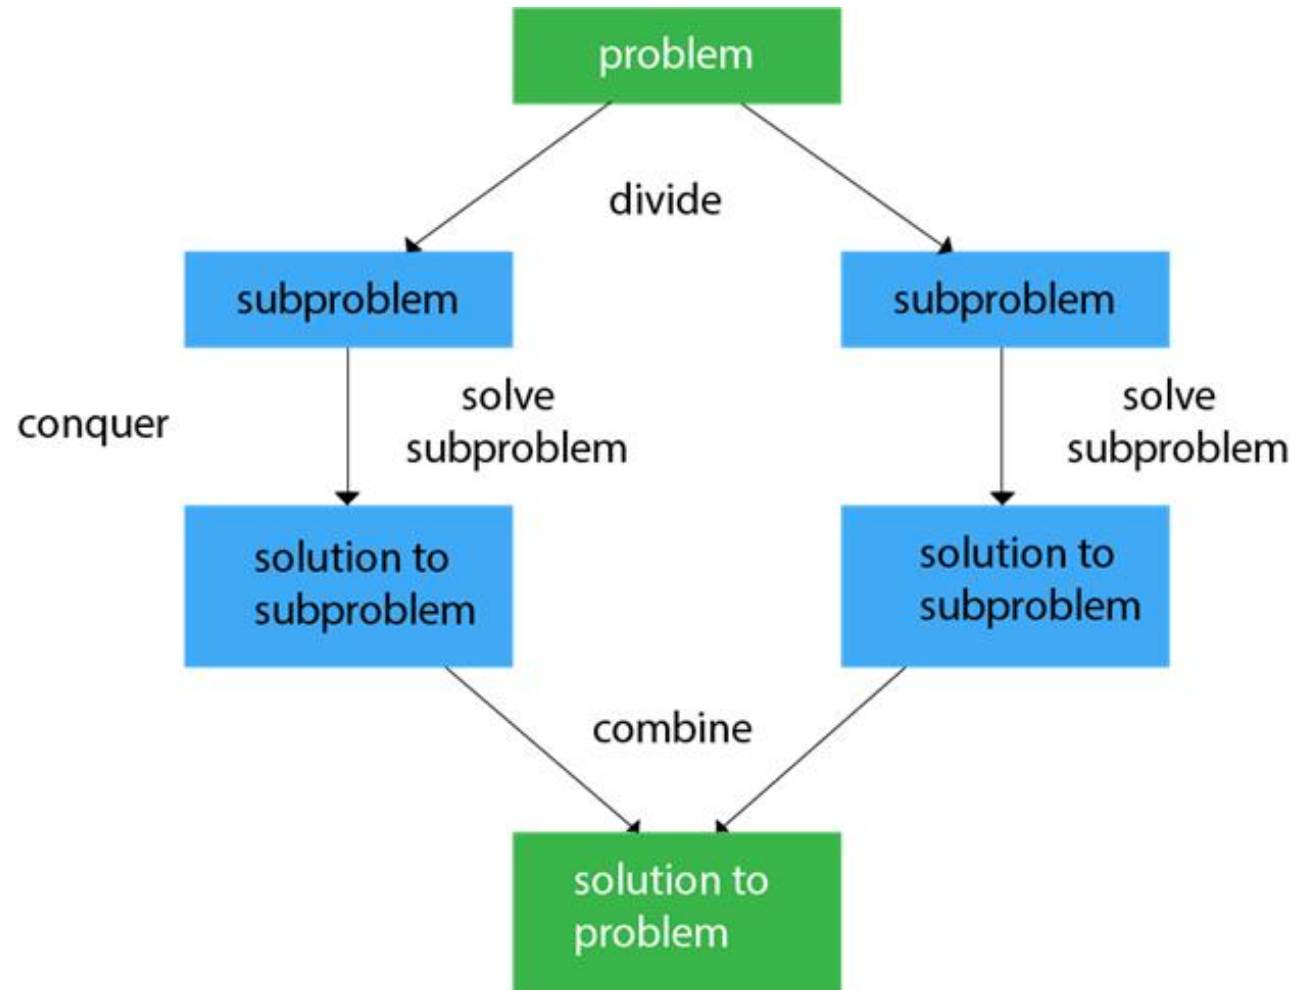 problem
divide
subproblem
subproblem
conquer
solve
subproblem
solve
subproblem
solution to
subproblem
solution to
subproblem
combine
solution to
problem